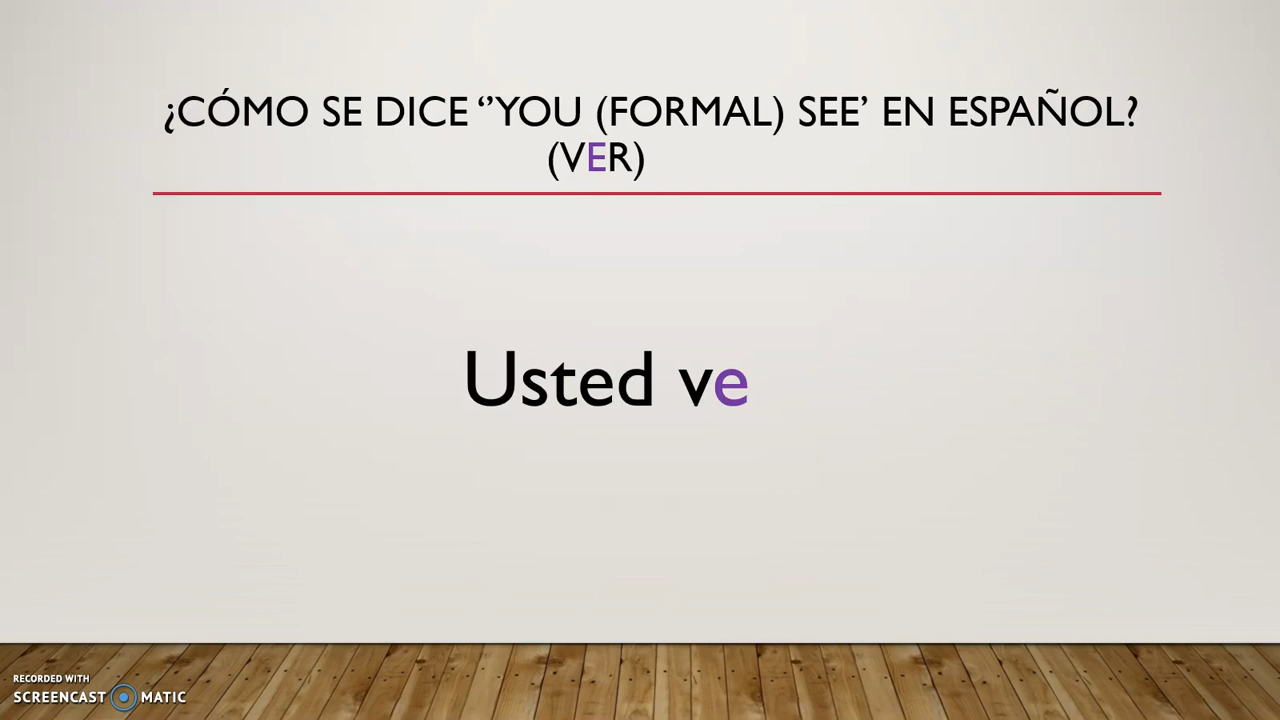 ¿CÓMO SE DICE ‘’YOU (FORMAL) SEE’ EN ESPAÑOL?
(VER)
Usted ve
RECORDED WITH
SCREENCAST MATIC